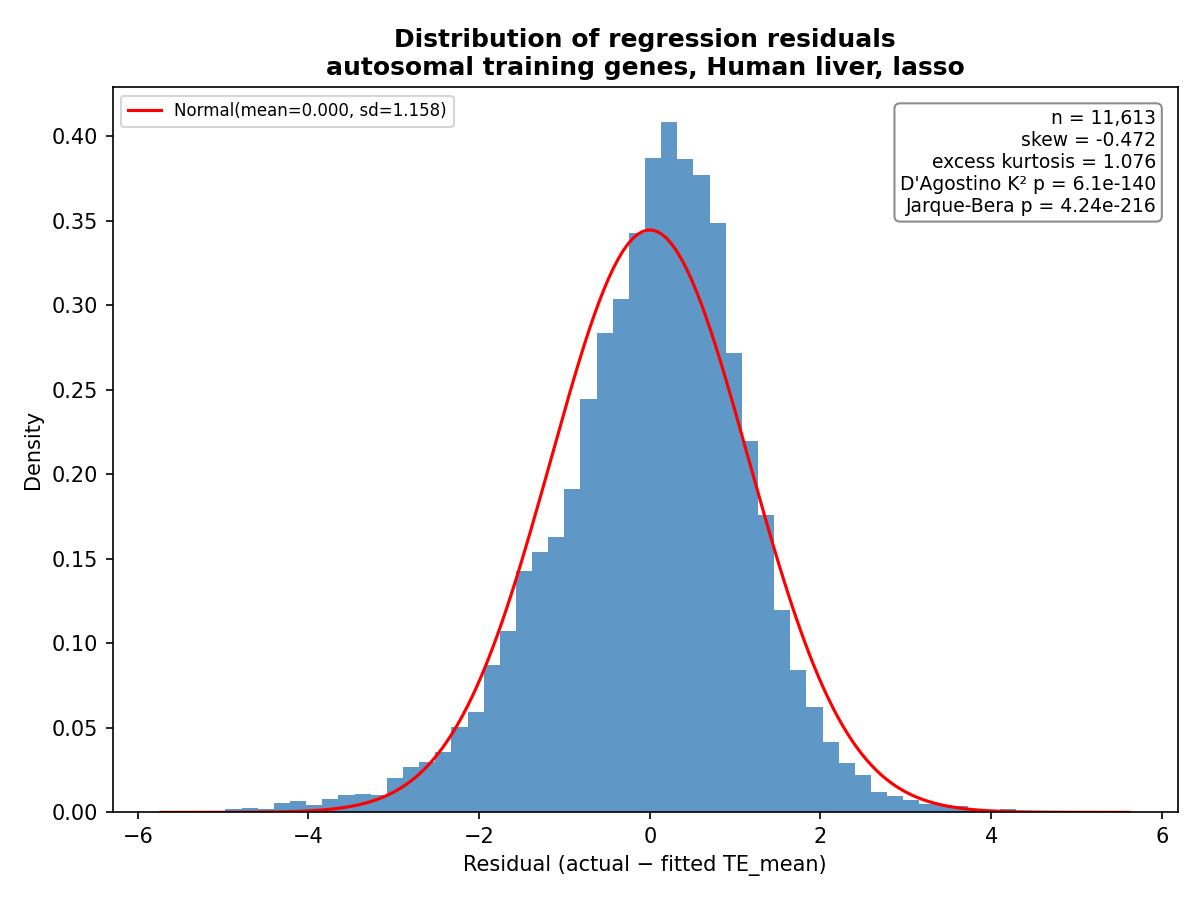 Distribution of regression residuals
autosomal training genes, Human liver, lasso
Normal(mean=0.000, sd=1.158)
n = 11,613
skew = -0.472
excess kurtosis = 1.076
D'Agostino K² p = 6.1e-140
Jarque-Bera p = 4.24e-216
Density
0.40
0.35
0.30
0.25
0.20
0.15
0.10
0.05
0.00
−6 −4 −2 0 2 4 6
Residual (actual − fitted TE_mean)